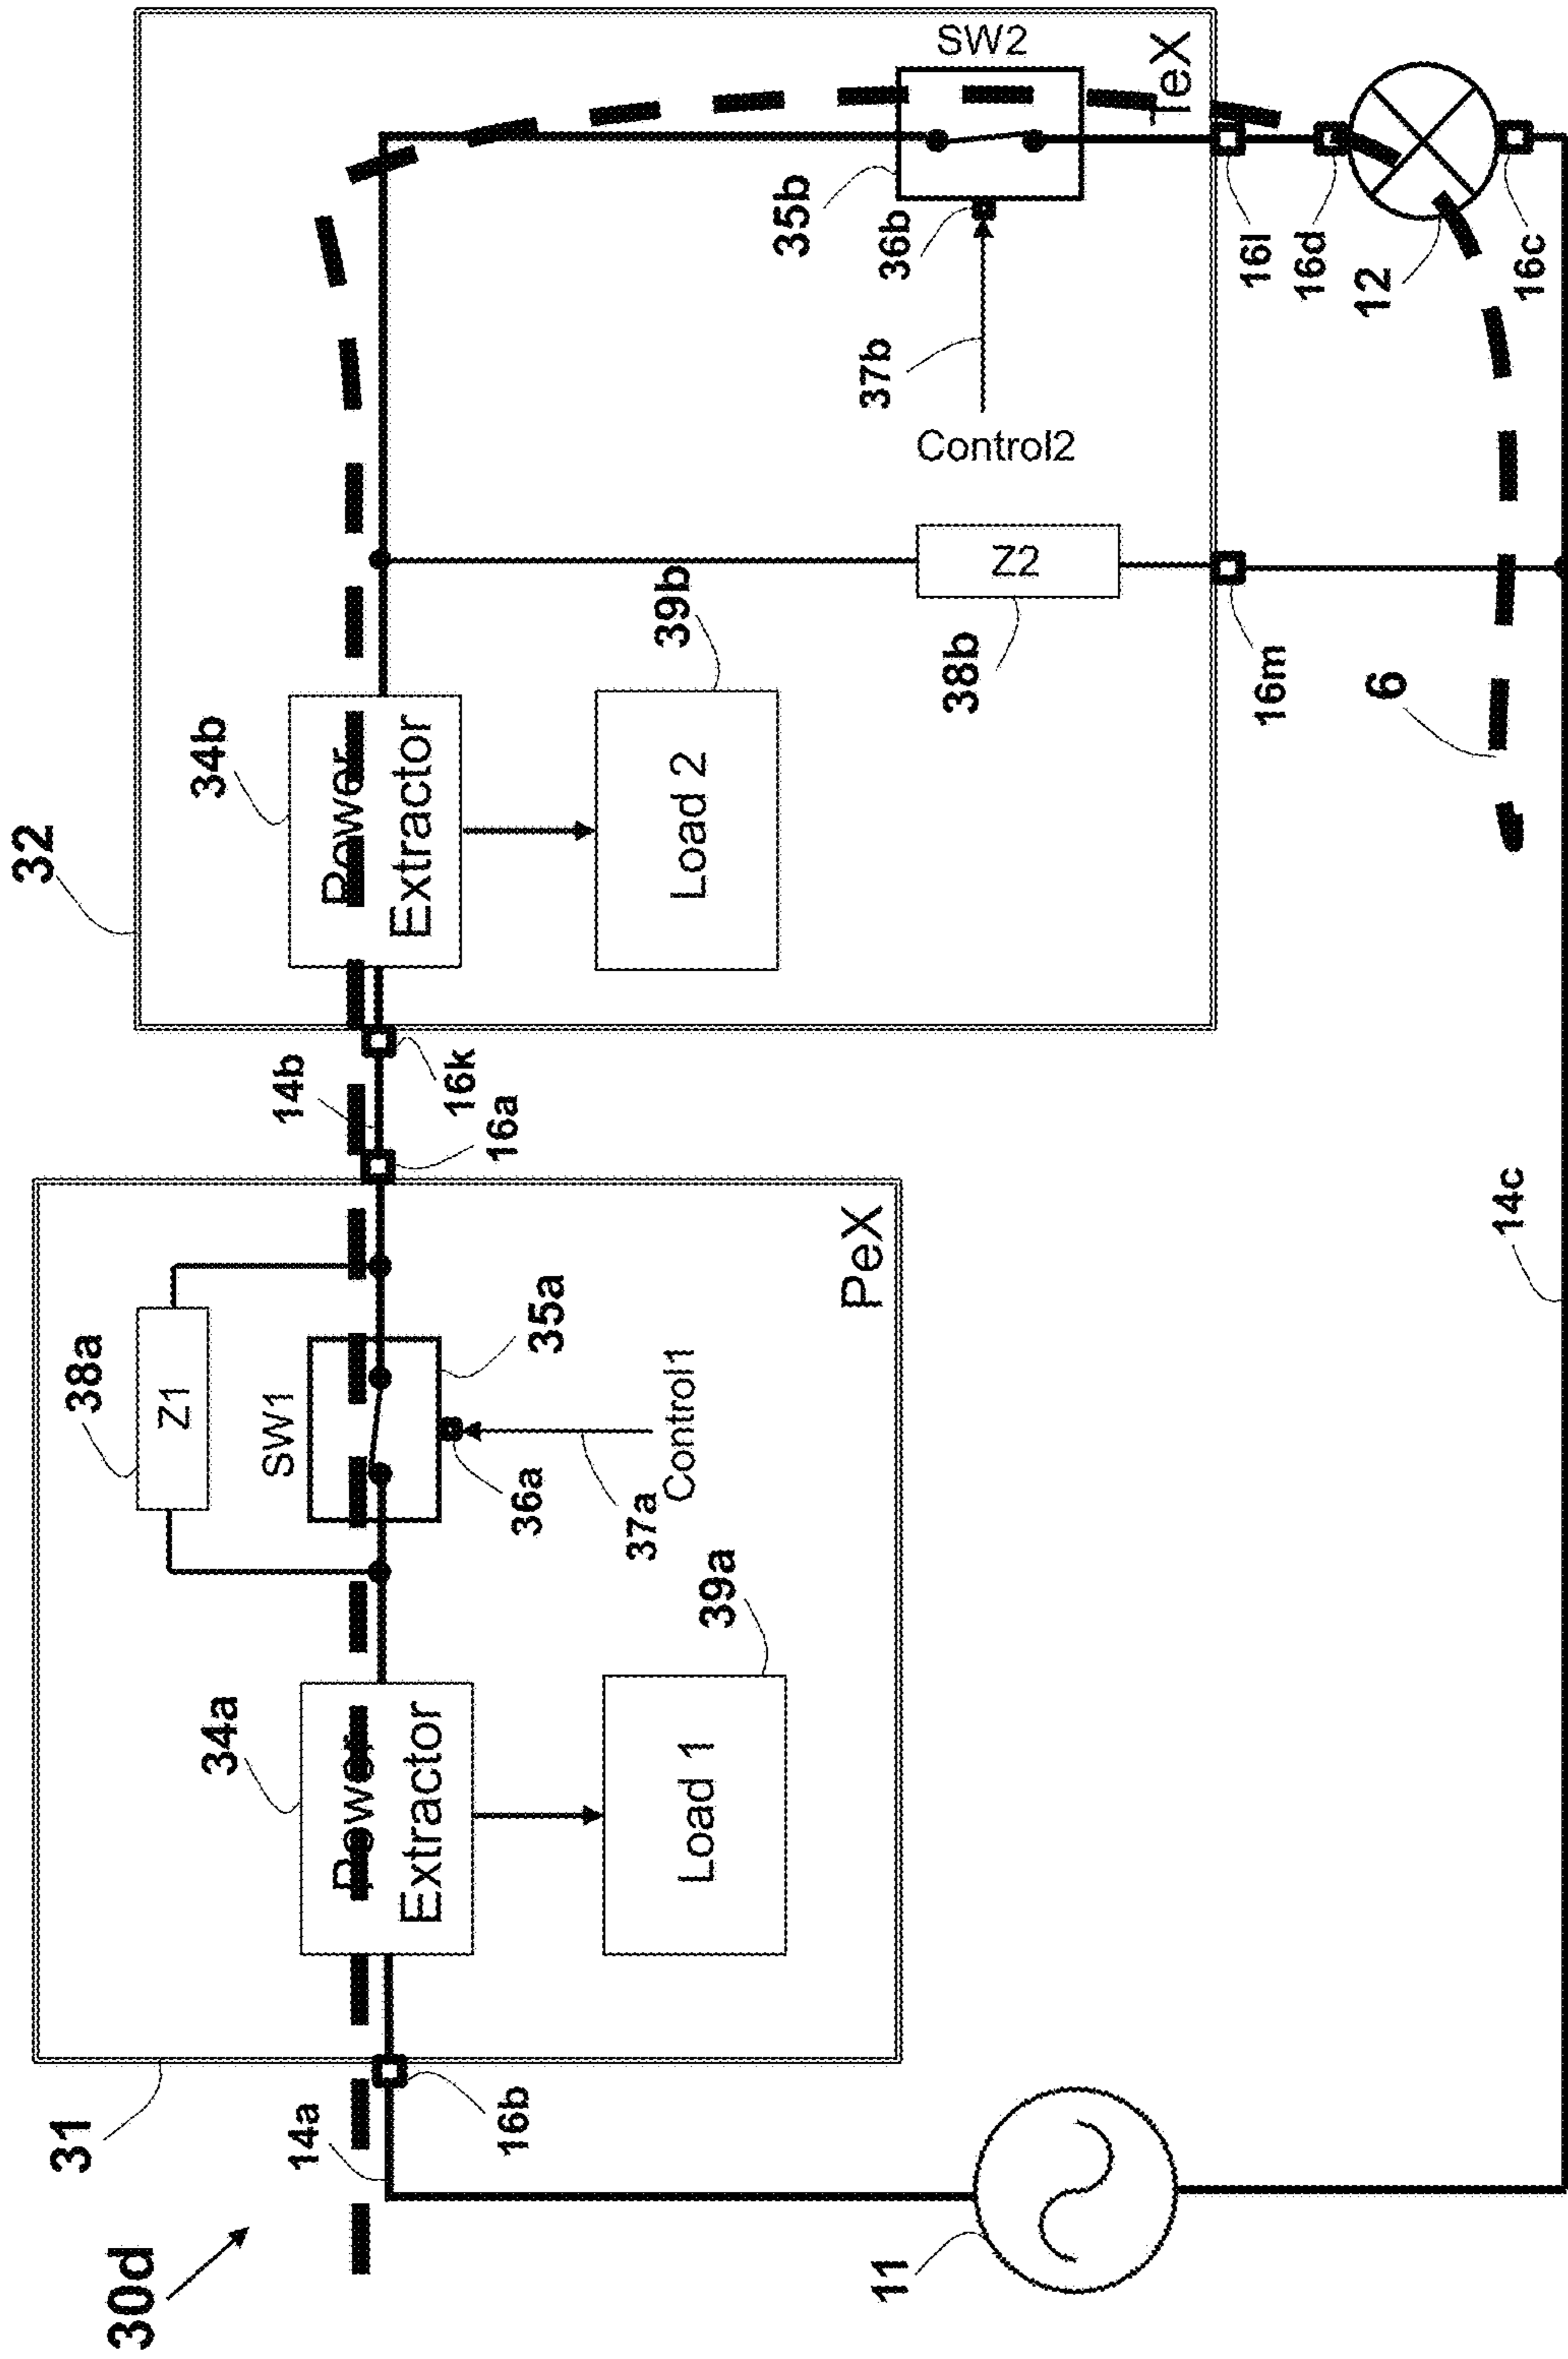 30d
31
14a
16b
11
34a
Power
Extractor
Load 1
39a
38a
Z1
SW1
35a
36a
37a
Control1
PeX
14b
16a
16k
32
34b
Power
Extractor
Load 2
39b
Z2
38b
SW2
35b
36b
37b
Control2
TeX
16l
16d
12
16c
16m
6
14c